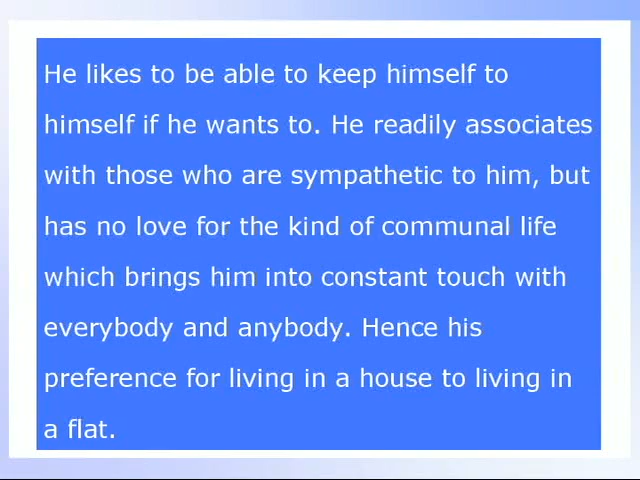 He likes to be able to keep himself to
himself if he wants to. He readily associates
with those who are sympathetic to him, but
has no love for the kind of communal life
which brings him into constant touch with
everybody and anybody. Hence his
preference for living in a house to living in
a flat.